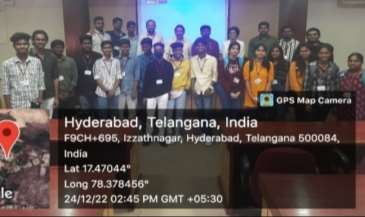 GPS Map Camera
Hyderabad, Telangana, India
F9CH+695, Izzathnagar, Hyderabad, Telangana 500084,
India
Lat 17.47044°
Long 78.378456°
24/12/22 02:45 PM GMT +05:30
gle